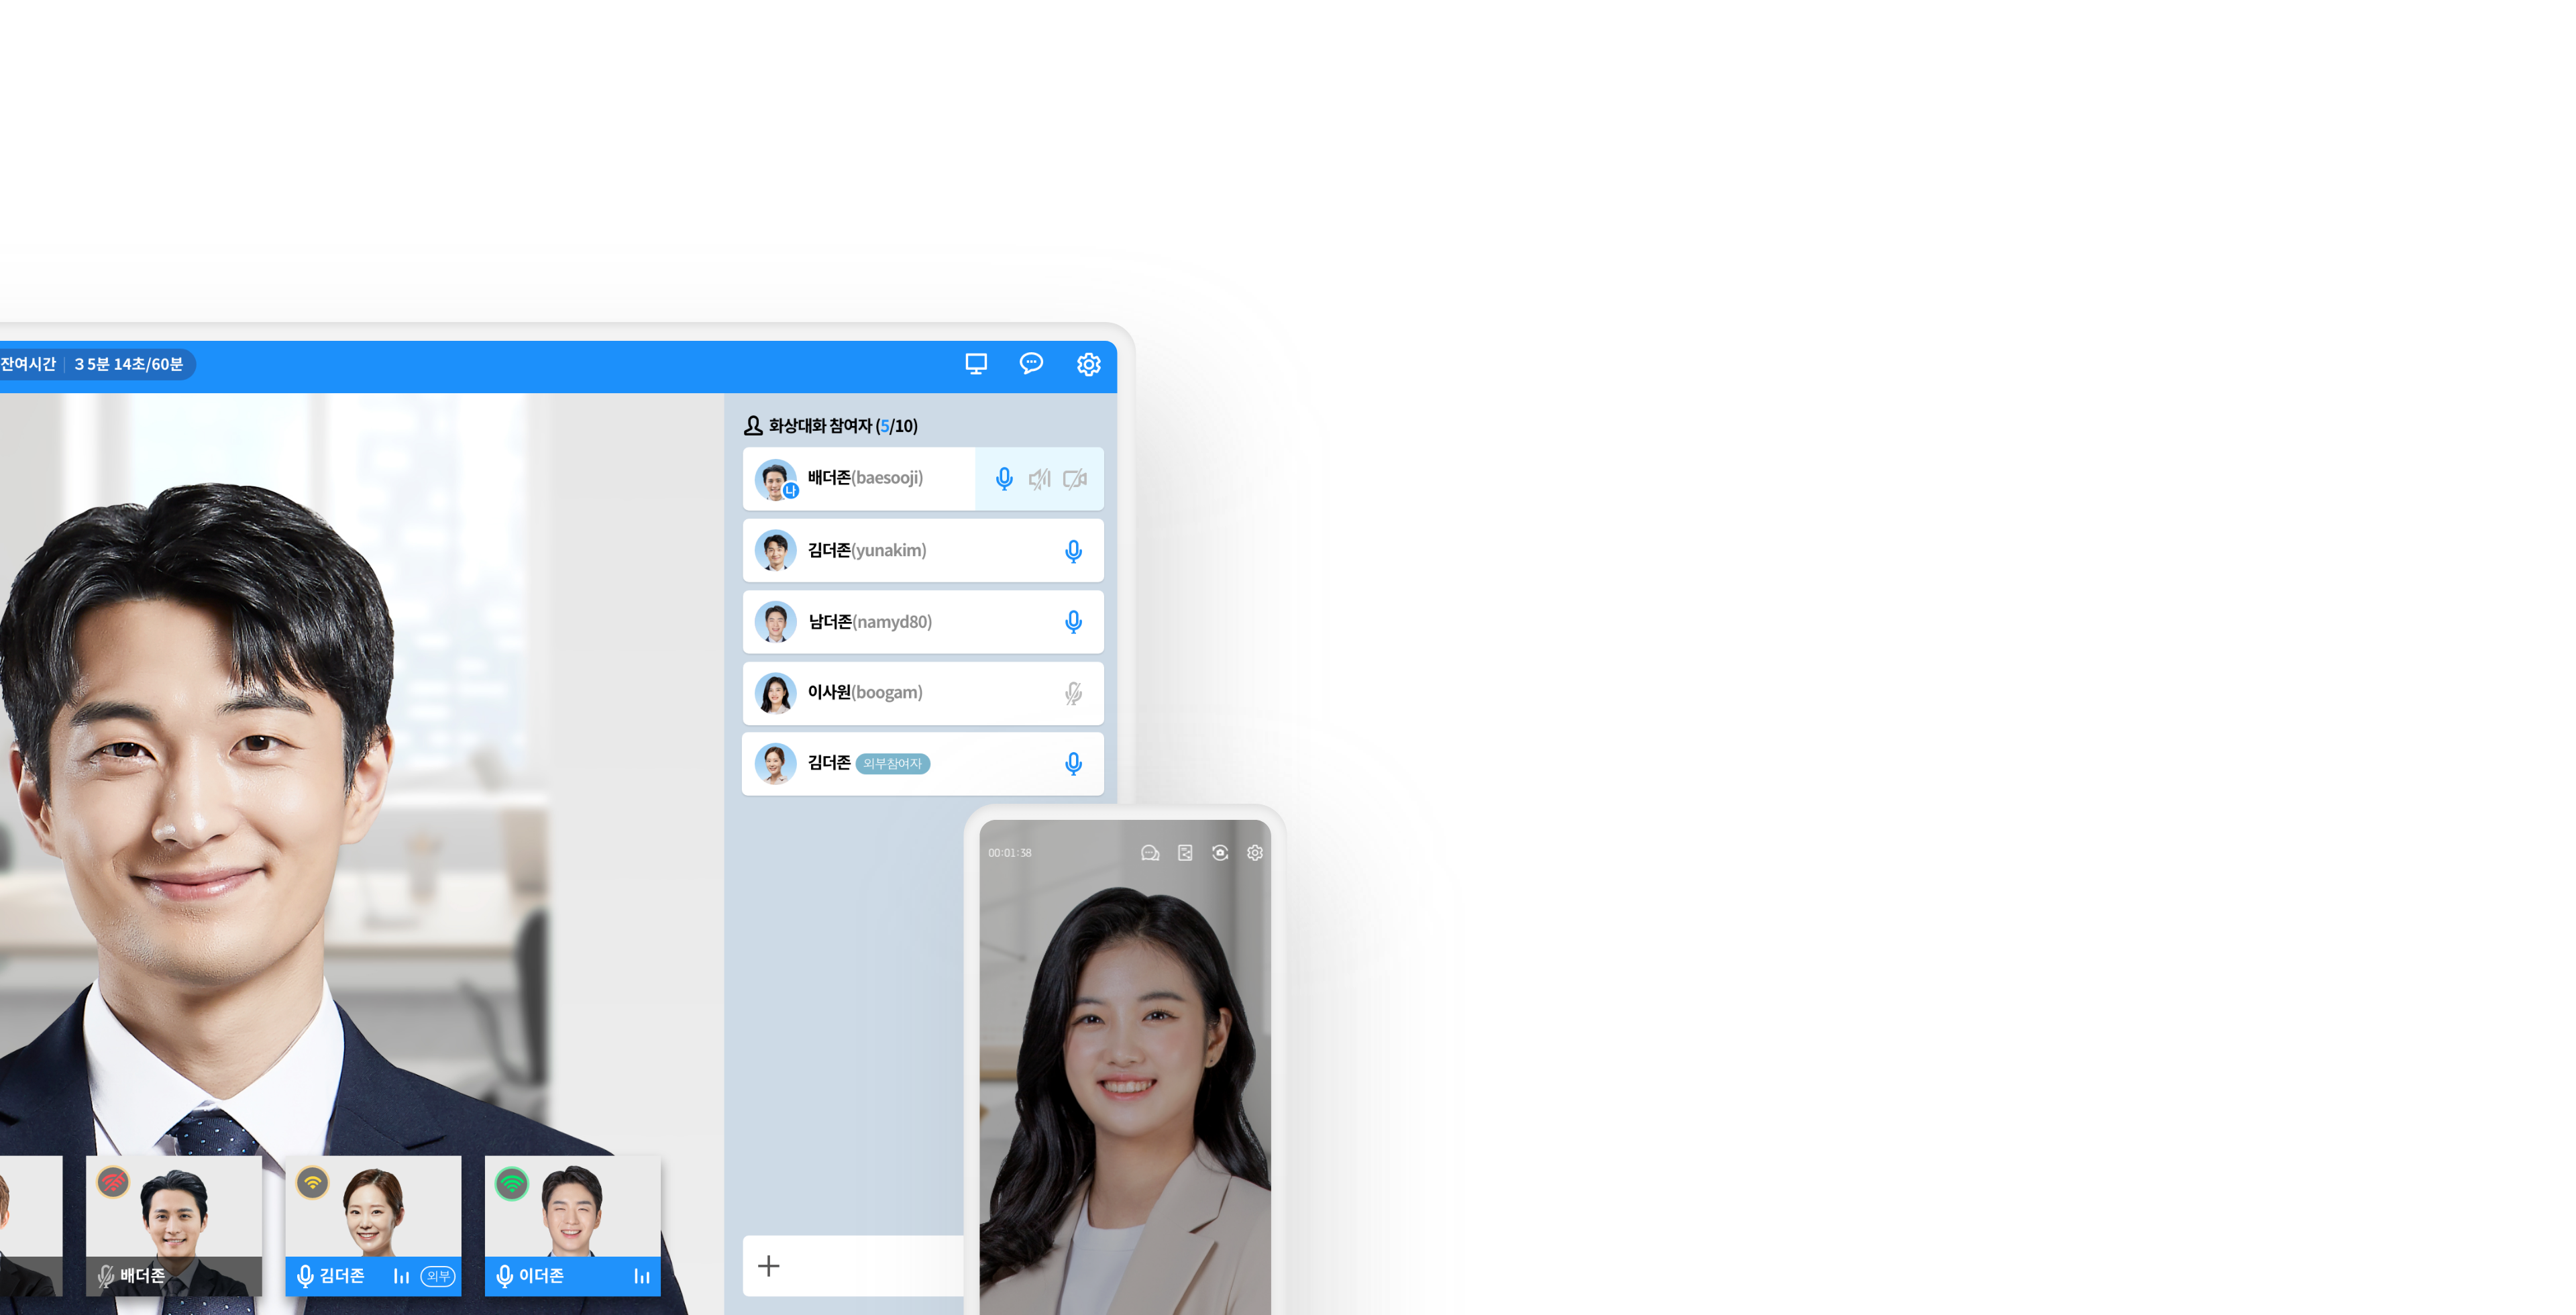 잔여시간 | 3 5분 14초/60분
화상대화 참여자 (5/10)
나
배더존(baesooji)
김더존(yunakim)
남더존(namyd80)
이사원(boogam)
김더존 외부참여자
00:01:38
배더존
김더존 외부
이더존